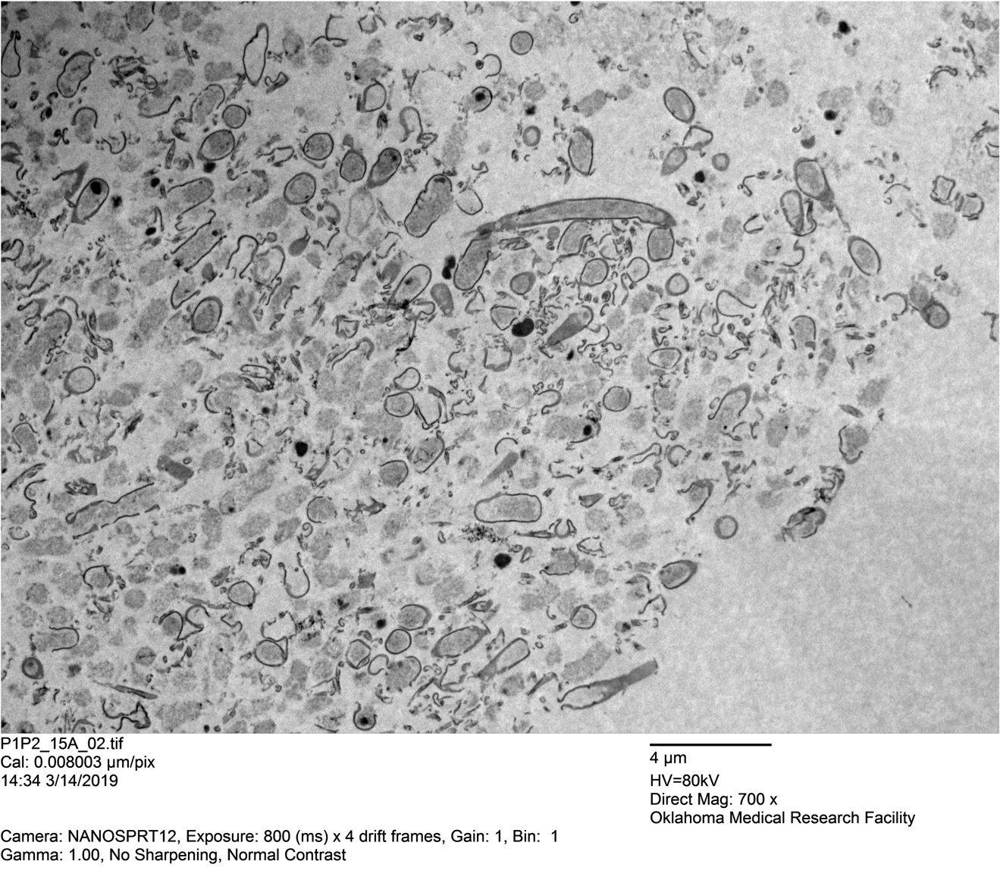 P1P2_15A_02.tif
Cal: 0.008003 µm/pix
14:34 3/14/2019
4 µm
HV=80kV
Direct Mag: 700 x
Oklahoma Medical Research Facility
Camera: NANOSPRT12, Exposure: 800 (ms) x 4 drift frames, Gain: 1, Bin:  1
Gamma: 1.00, No Sharpening, Normal Contrast